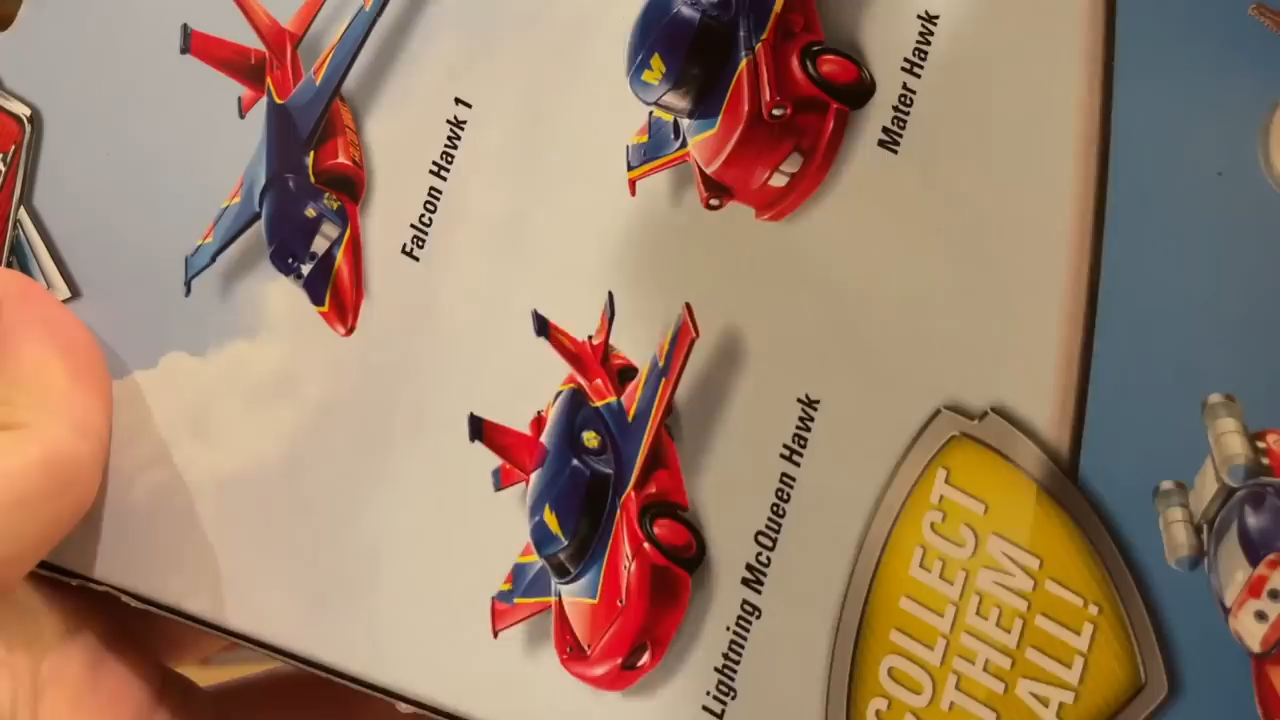 Falcon Hawk 1
Mater Hawk
M
Lightning McQueen Hawk
COLLECT
THEM
ALL!